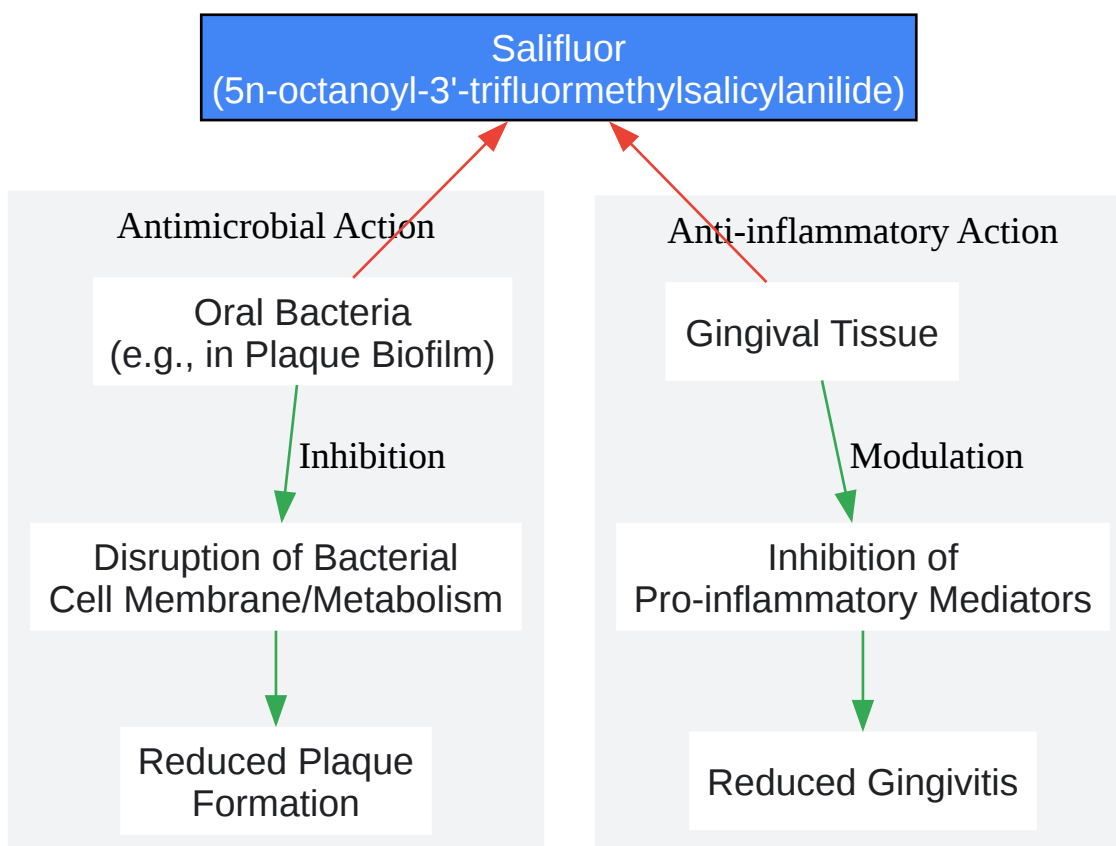 Salifluor
(5n-octanoyl-3'-trifluormethylsalicylanilide)
Antimicrobial Action
Oral Bacteria
(e.g., in Plaque Biofilm)
Inhibition
Disruption of Bacterial
Cell Membrane/Metabolism
Reduced Plaque
Formation
Anti-inflammatory Action
Gingival Tissue
Modulation
Inhibition of
Pro-inflammatory Mediators
Reduced Gingivitis